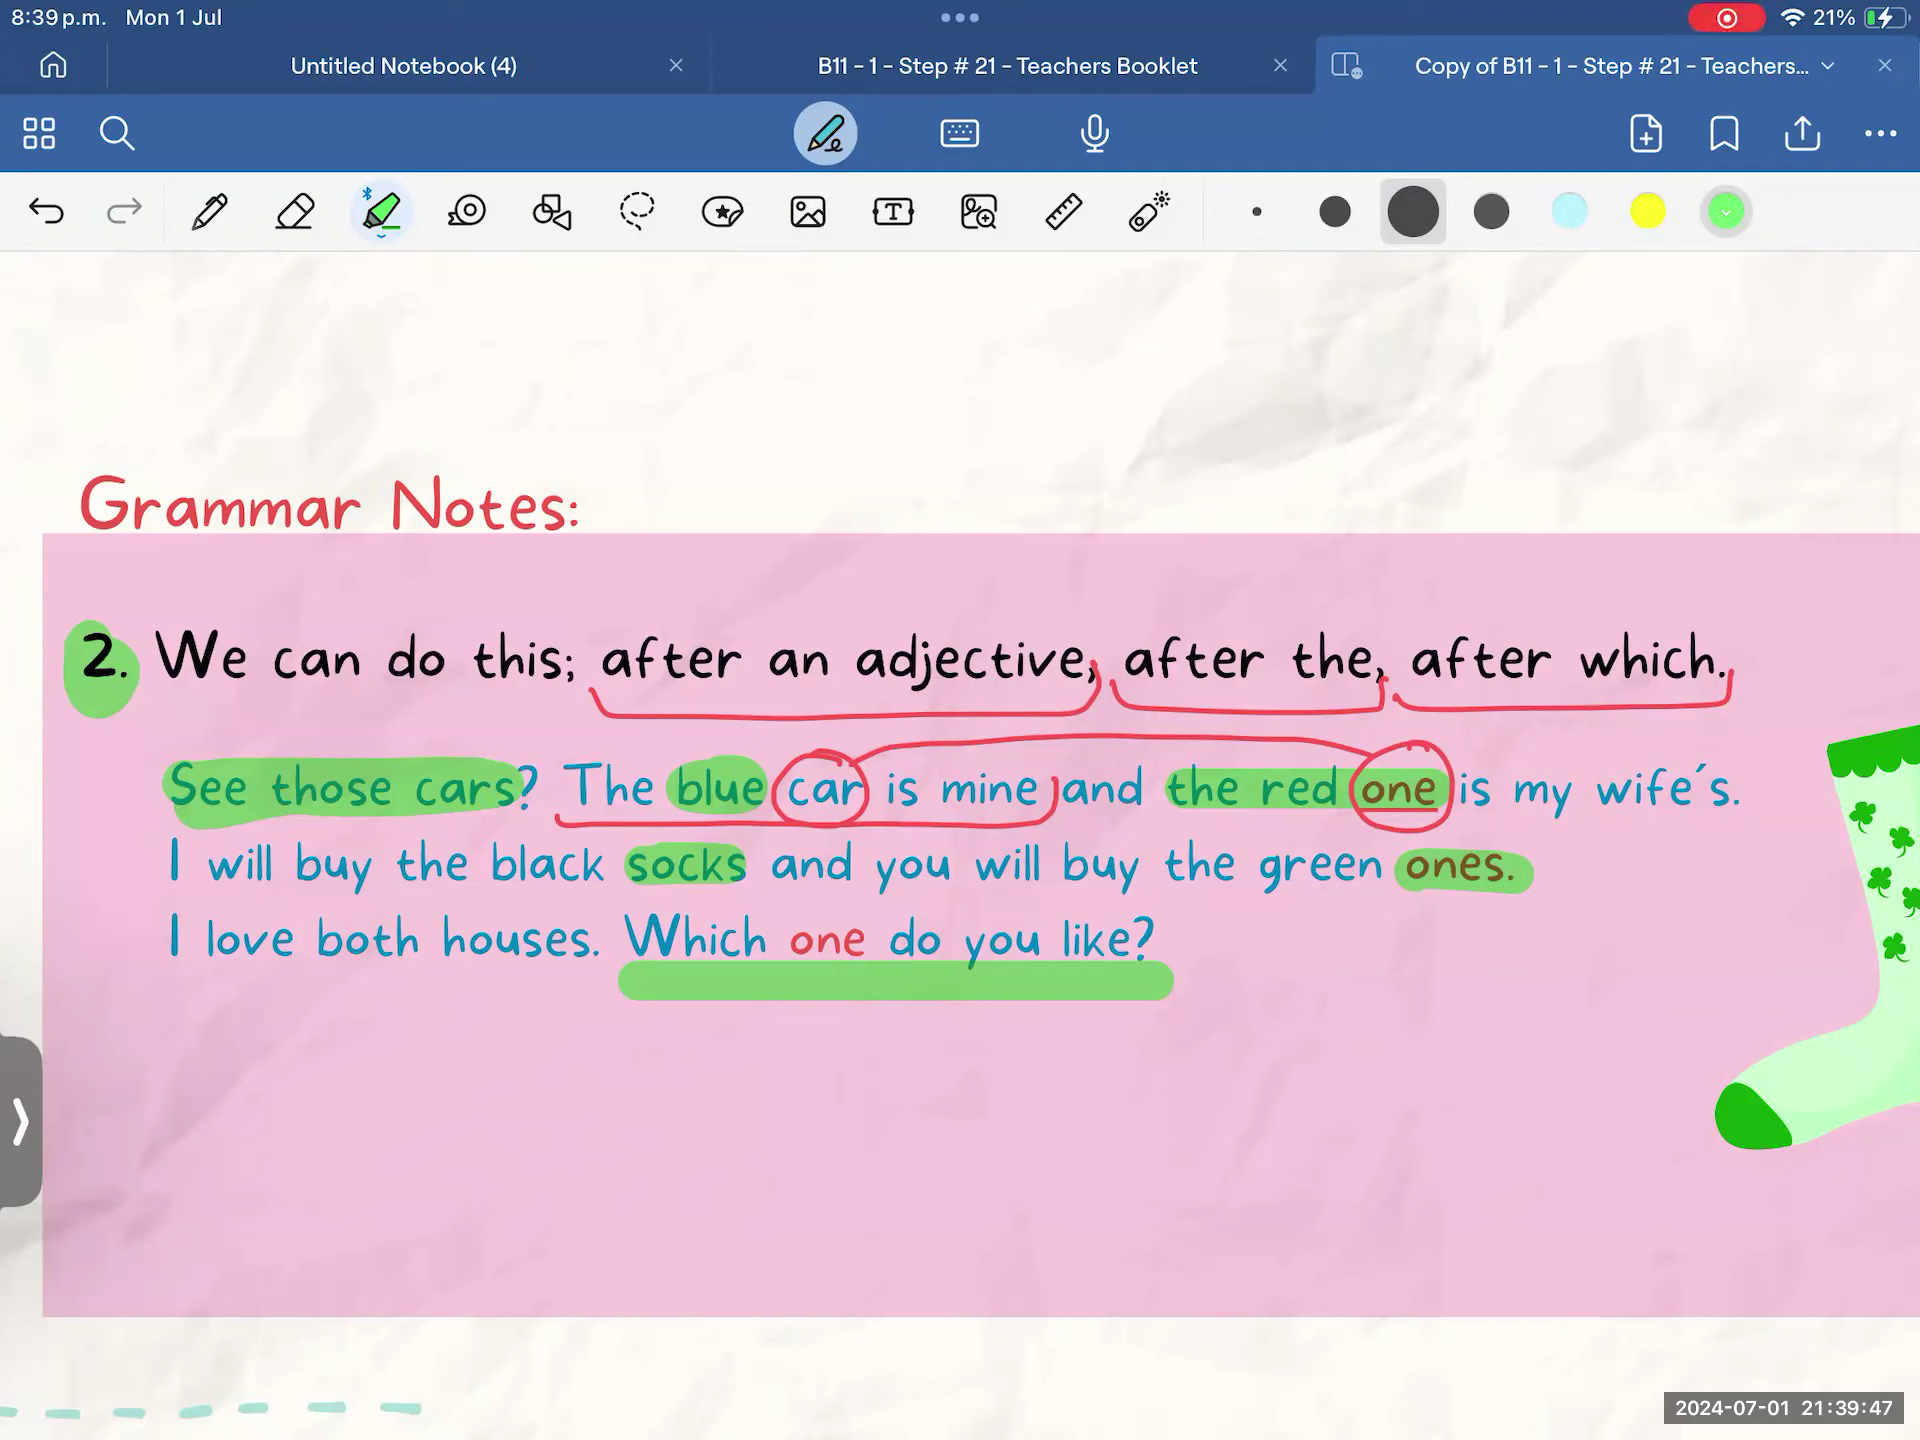 8:39 p.m. Mon 1 Jul
21%
Untitled Notebook (4)
B11 - 1 - Step # 21 - Teachers Booklet
Copy of B11 - 1 - Step # 21 - Teachers...
Grammar Notes:
2. We can do this; after an adjective, after the, after which.
See those cars? The blue car is mine and the red one is my wife´s.
I will buy the black socks and you will buy the green ones.
I love both houses. Which one do you like?
2024-07-01 21:39:47